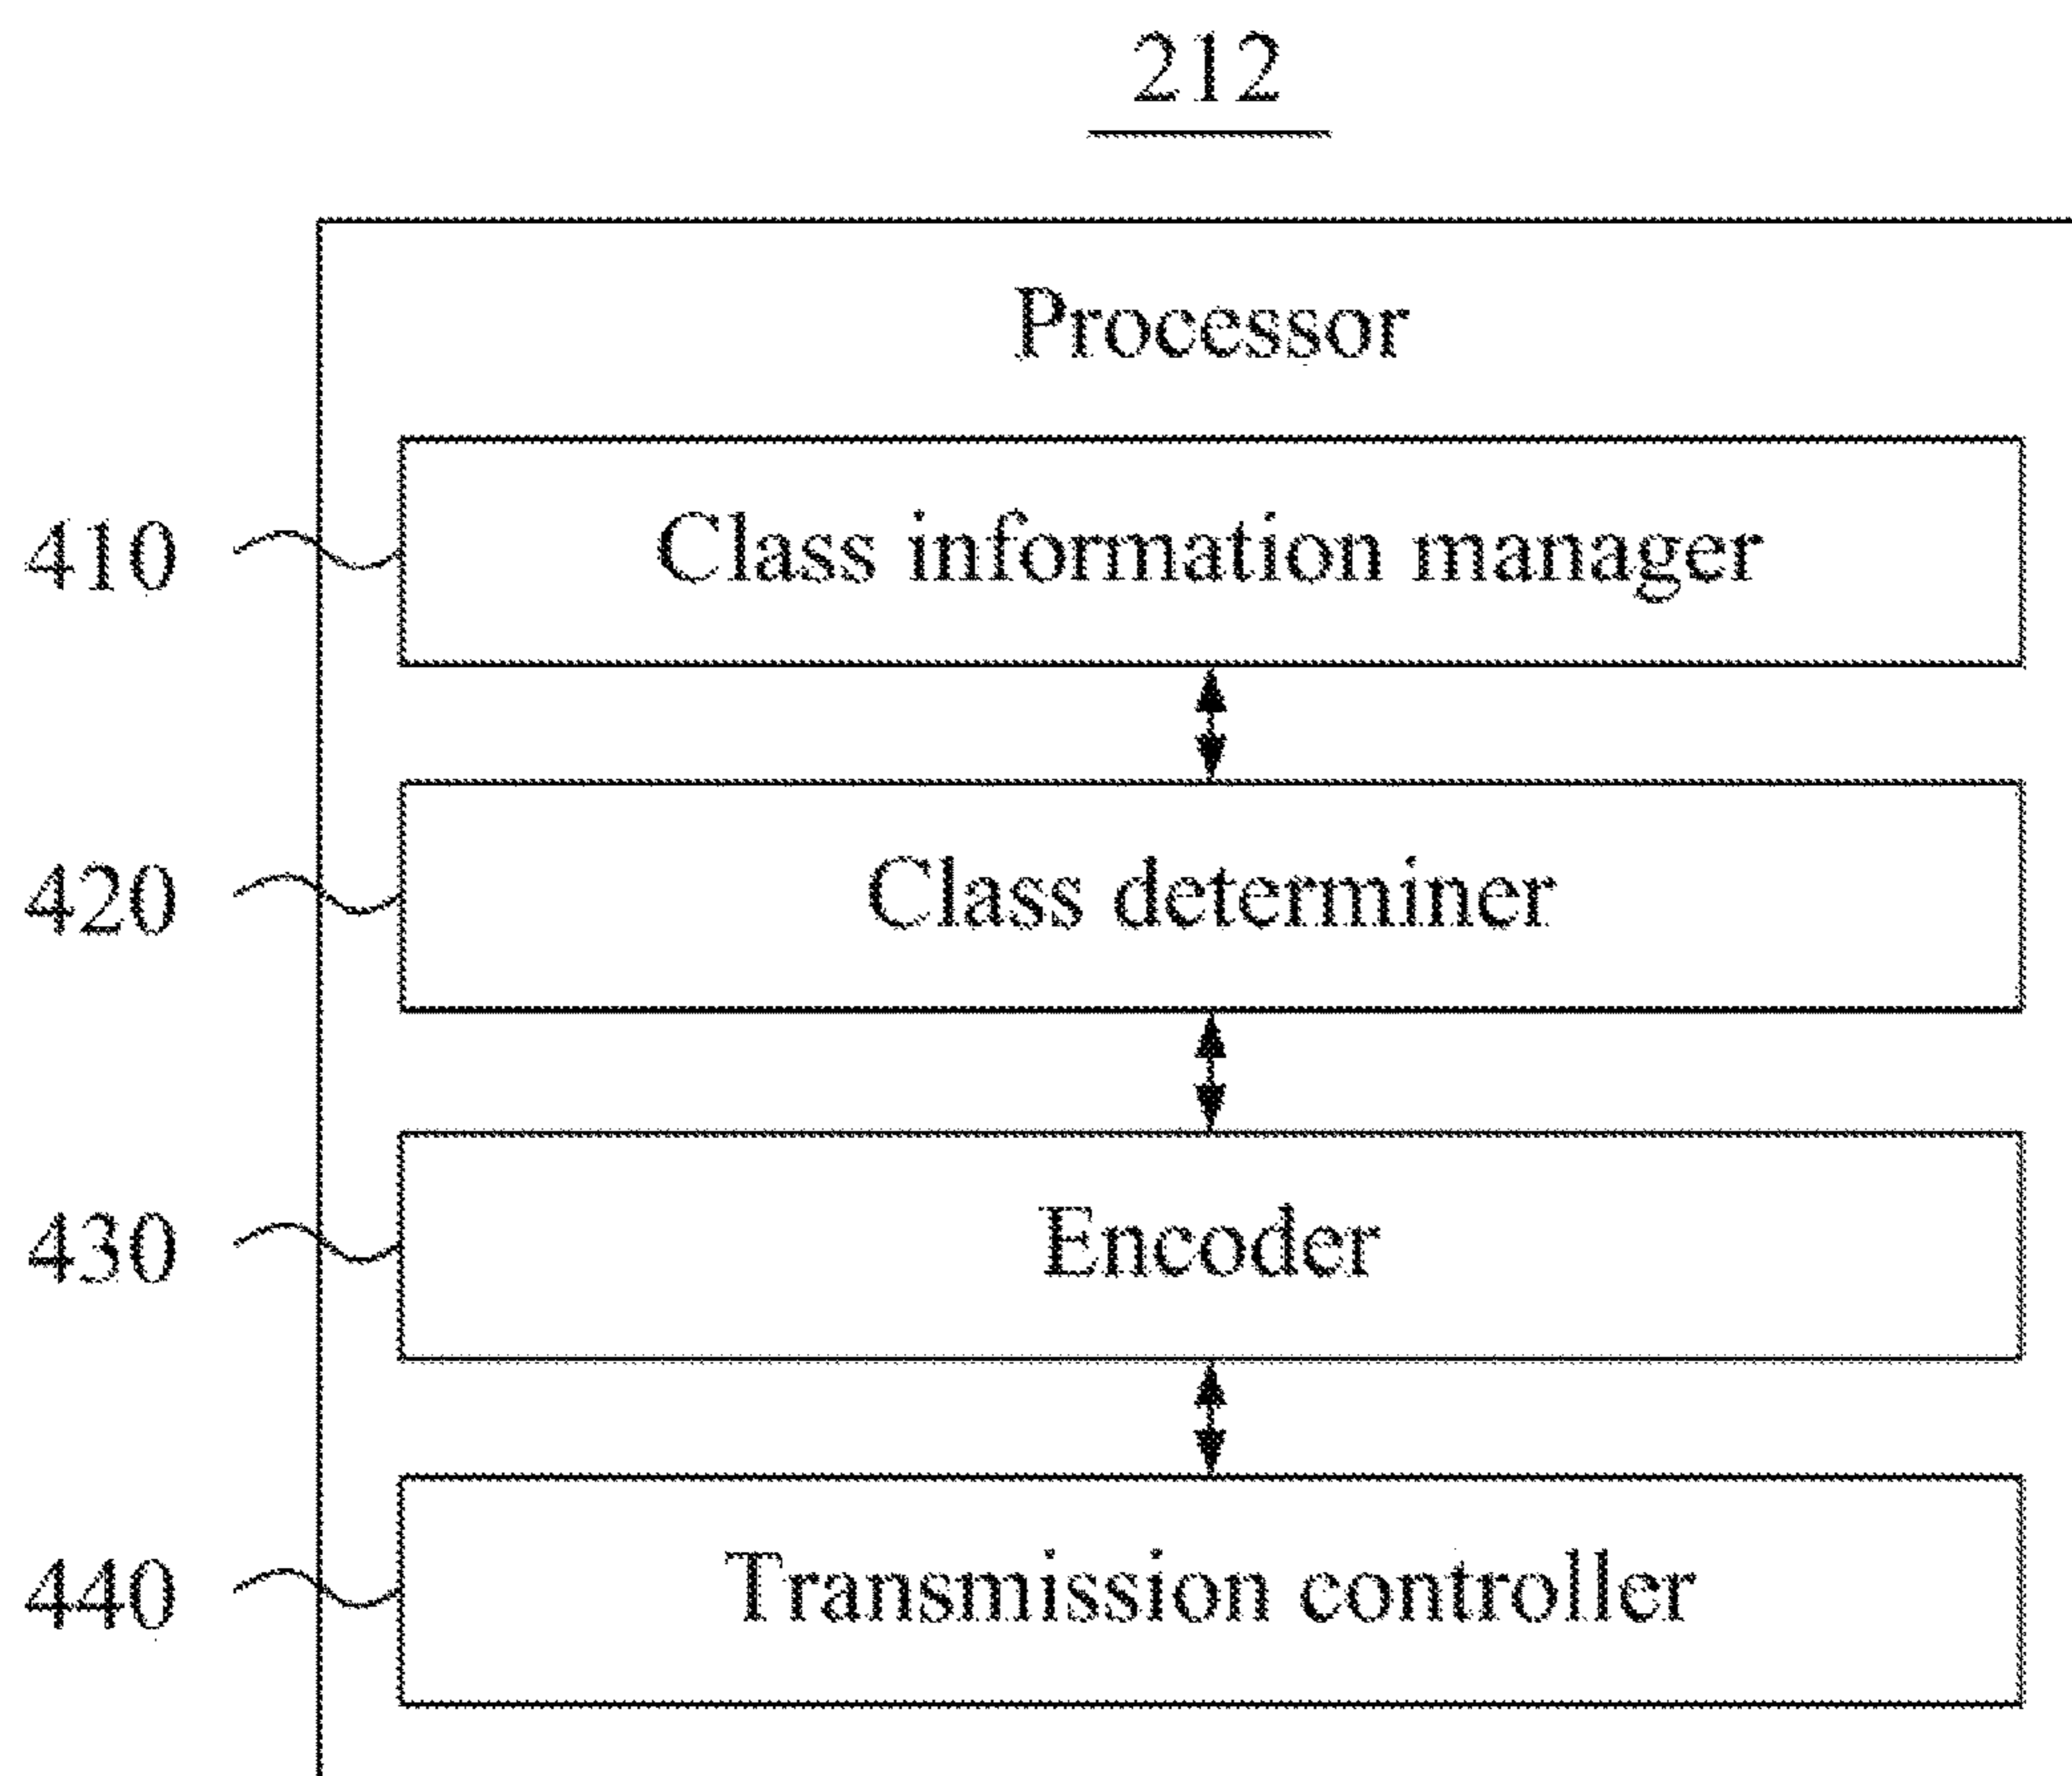 212
Processor
410 Class information manager
420 Class determiner
430 Encoder
440 Transmission controller